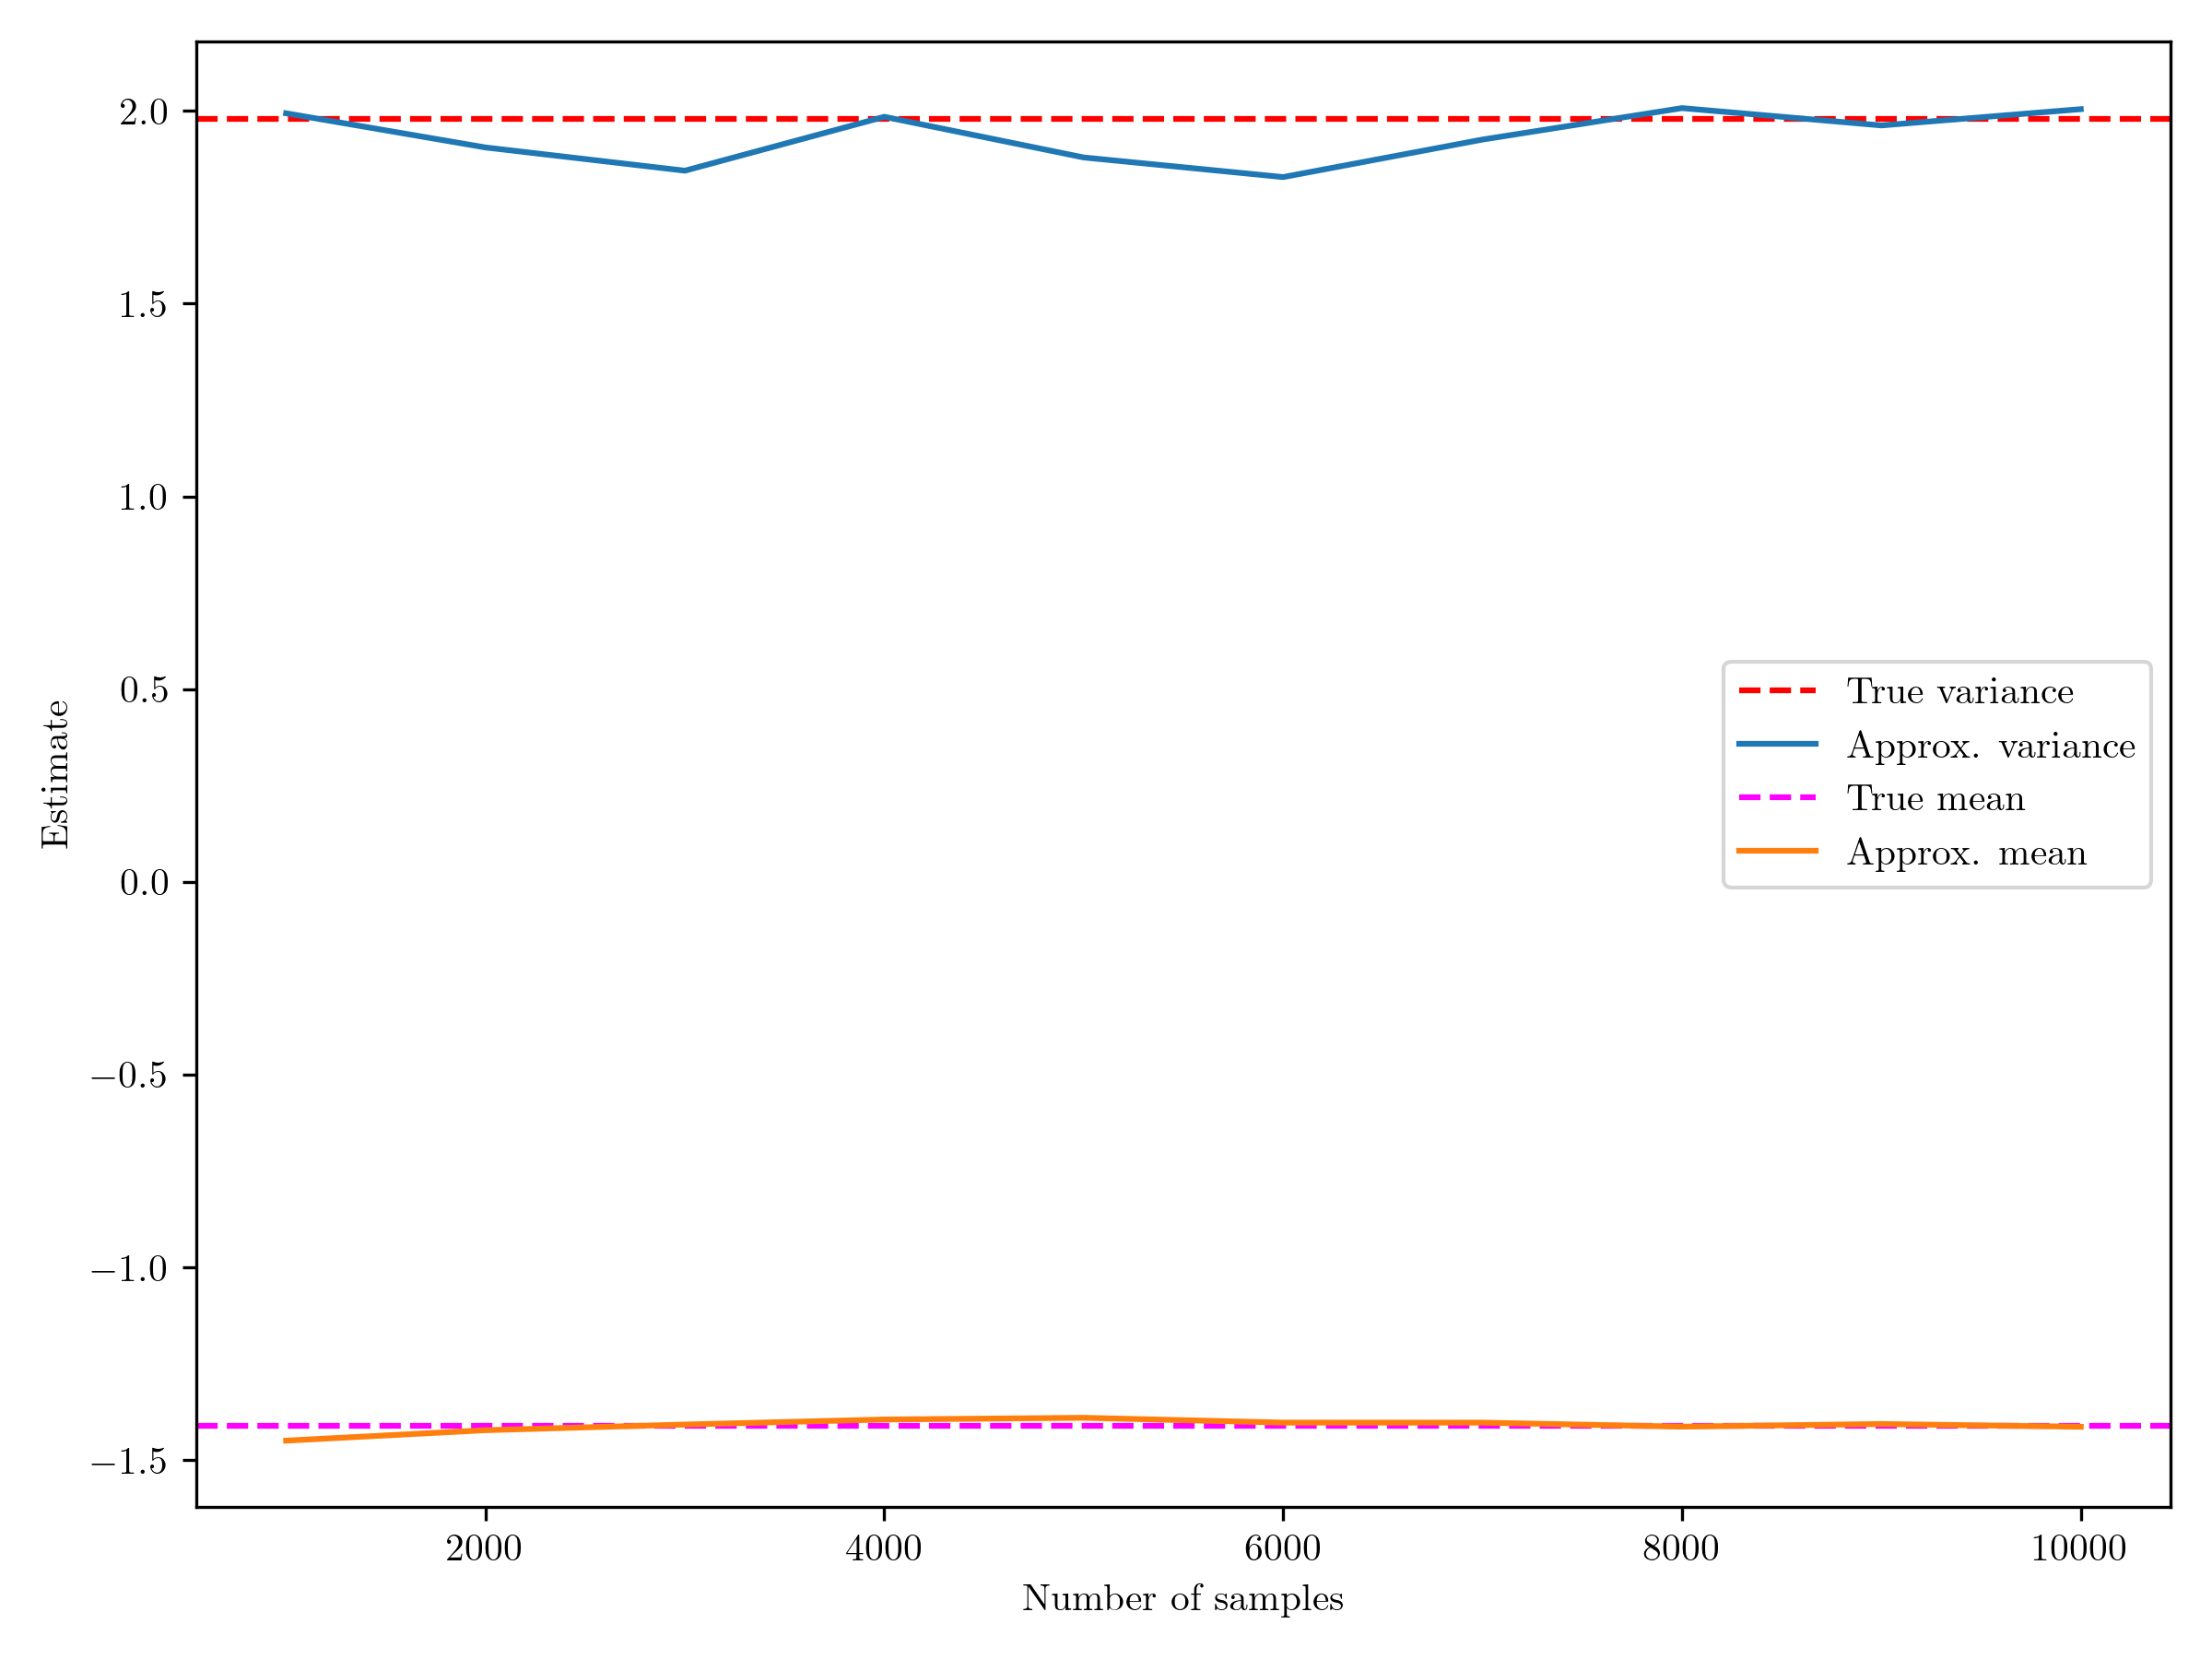 2.0
1.5
1.0
0.5
0.0
−0.5
−1.0
−1.5
Estimate
True variance
Approx. variance
True mean
Approx. mean
2000 4000 6000 8000 10000
Number of samples